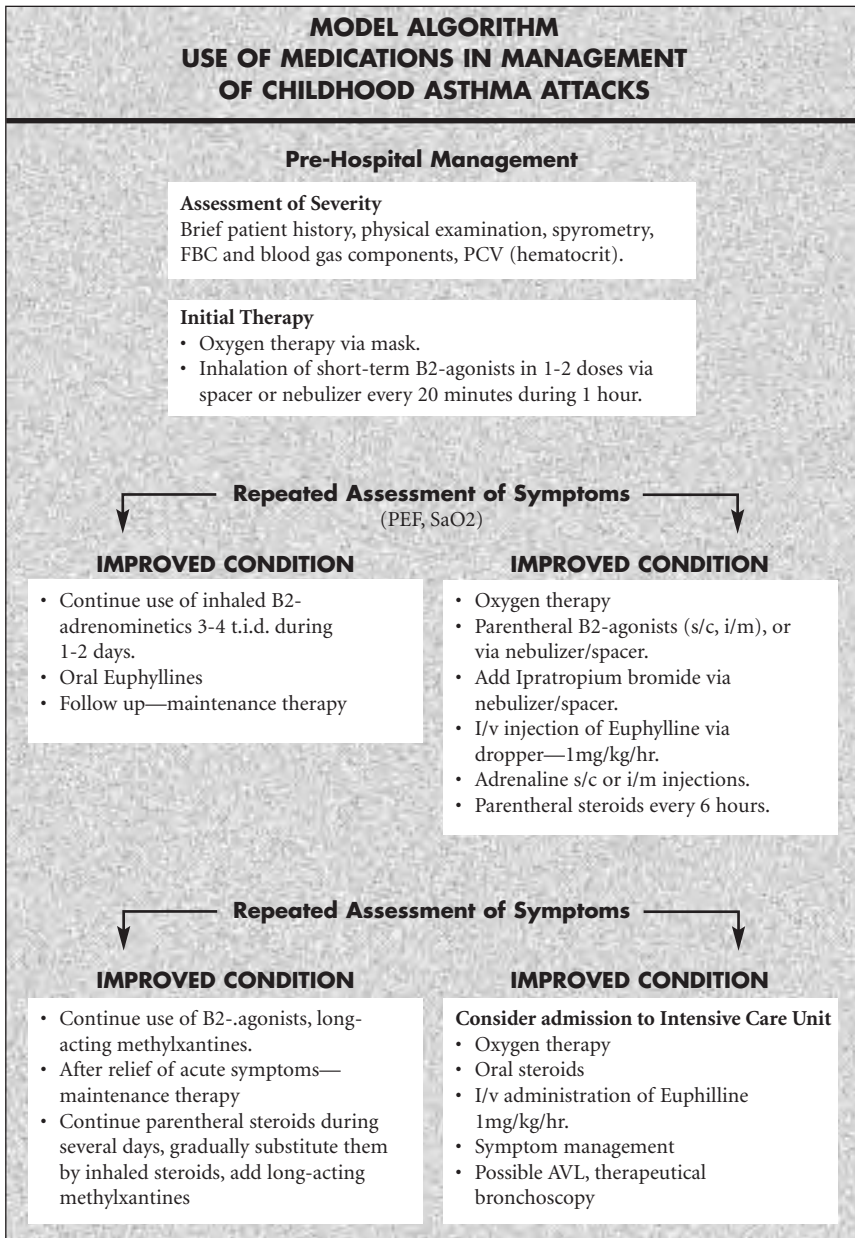 MODEL ALGORITHM
USE OF MEDICATIONS IN MANAGEMENT
OF CHILDHOOD ASTHMA ATTACKS
Pre-Hospital Management
Assessment of Severity
Brief patient history, physical examination, spyrometry,
FBC and blood gas components, PCV (hematocrit).
Initial Therapy
• Oxygen therapy via mask.
• Inhalation of short-term B2-agonists in 1-2 doses via
spacer or nebulizer every 20 minutes during 1 hour.
Repeated Assessment of Symptoms
(PEF, SaO2)
IMPROVED CONDITION
• Continue use of inhaled B2-
adrenominetics 3-4 t.i.d. during
1-2 days.
• Oral Euphyllines
• Follow up—maintenance therapy
IMPROVED CONDITION
• Oxygen therapy
• Parentheral B2-agonists (s/c, i/m), or
via nebulizer/spacer.
• Add Ipratropium bromide via
nebulizer/spacer.
• I/v injection of Euphylline via
dropper—1mg/kg/hr.
• Adrenaline s/c or i/m injections.
• Parentheral steroids every 6 hours.
Repeated Assessment of Symptoms
IMPROVED CONDITION
• Continue use of B2-.agonists, long-
acting methylxantines.
• After relief of acute symptoms—
maintenance therapy
• Continue parentheral steroids during
several days, gradually substitute them
by inhaled steroids, add long-acting
methylxantines
IMPROVED CONDITION
Consider admission to Intensive Care Unit
• Oxygen therapy
• Oral steroids
• I/v administration of Euphilline
1mg/kg/hr.
• Symptom management
• Possible AVL, therapeutical
bronchoscopy